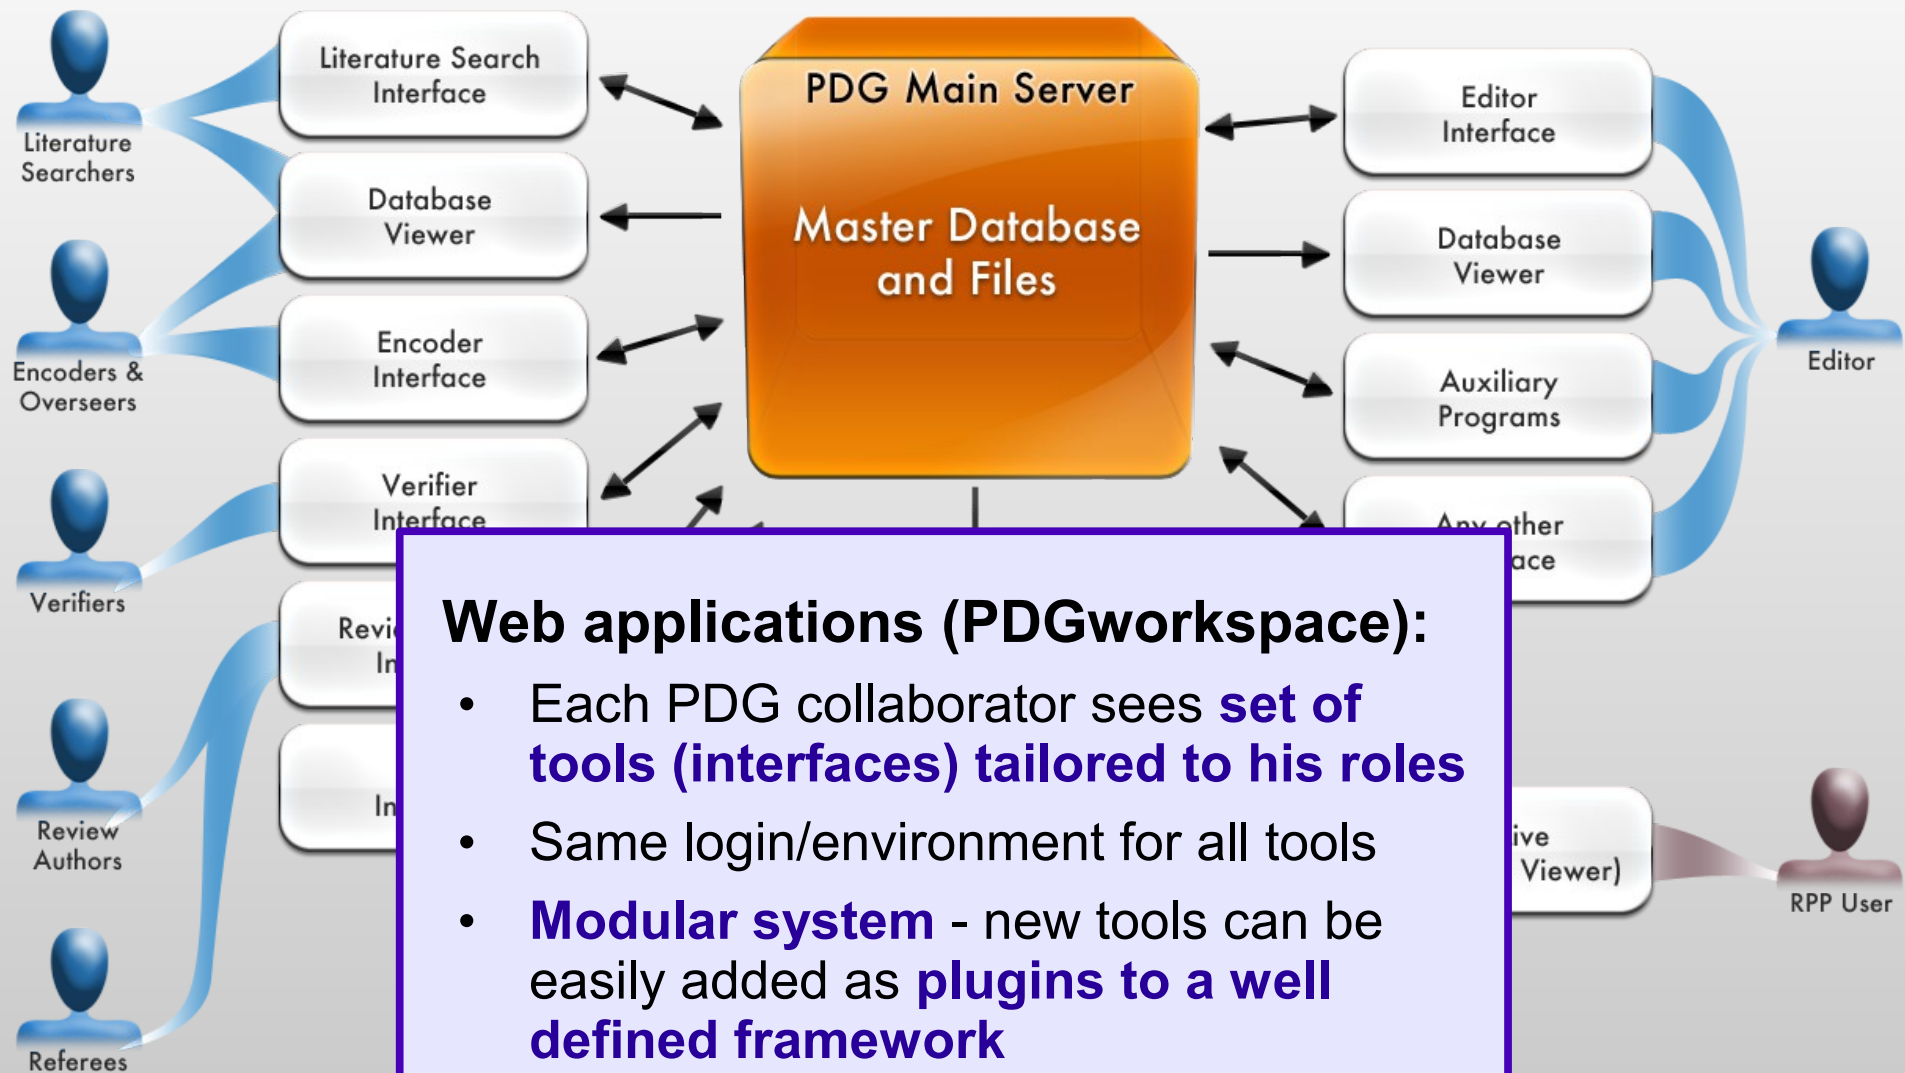 Literature Search
Interface
Literature
Searchers
Database
Viewer
Encoders &
Overseers
Encoder
Interface
Verifier
Interface
Verifiers
Review
Authors
Referees
PDG Main Server
Master Database
and Files
Editor
Interface
Database
Viewer
Auxiliary
Programs
Any other
Editor
Viewer)
RPP User
Web applications (PDGworkspace):
• Each PDG collaborator sees set of
tools (interfaces) tailored to his roles
• Same login/environment for all tools
• Modular system - new tools can be
easily added as plugins to a well
defined framework